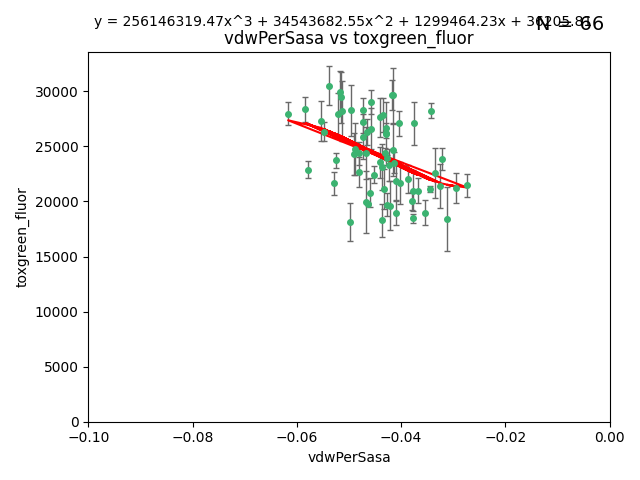 y = 256146319.47x^3 + 34543682.55x^2 + 1299464.23x + 36205.81
N = 66
vdwPerSasa vs toxgreen_fluor
30000
25000
20000
15000
10000
5000
0
toxgreen_fluor
−0.10
−0.08
−0.06
−0.04
−0.02
0.00
vdwPerSasa